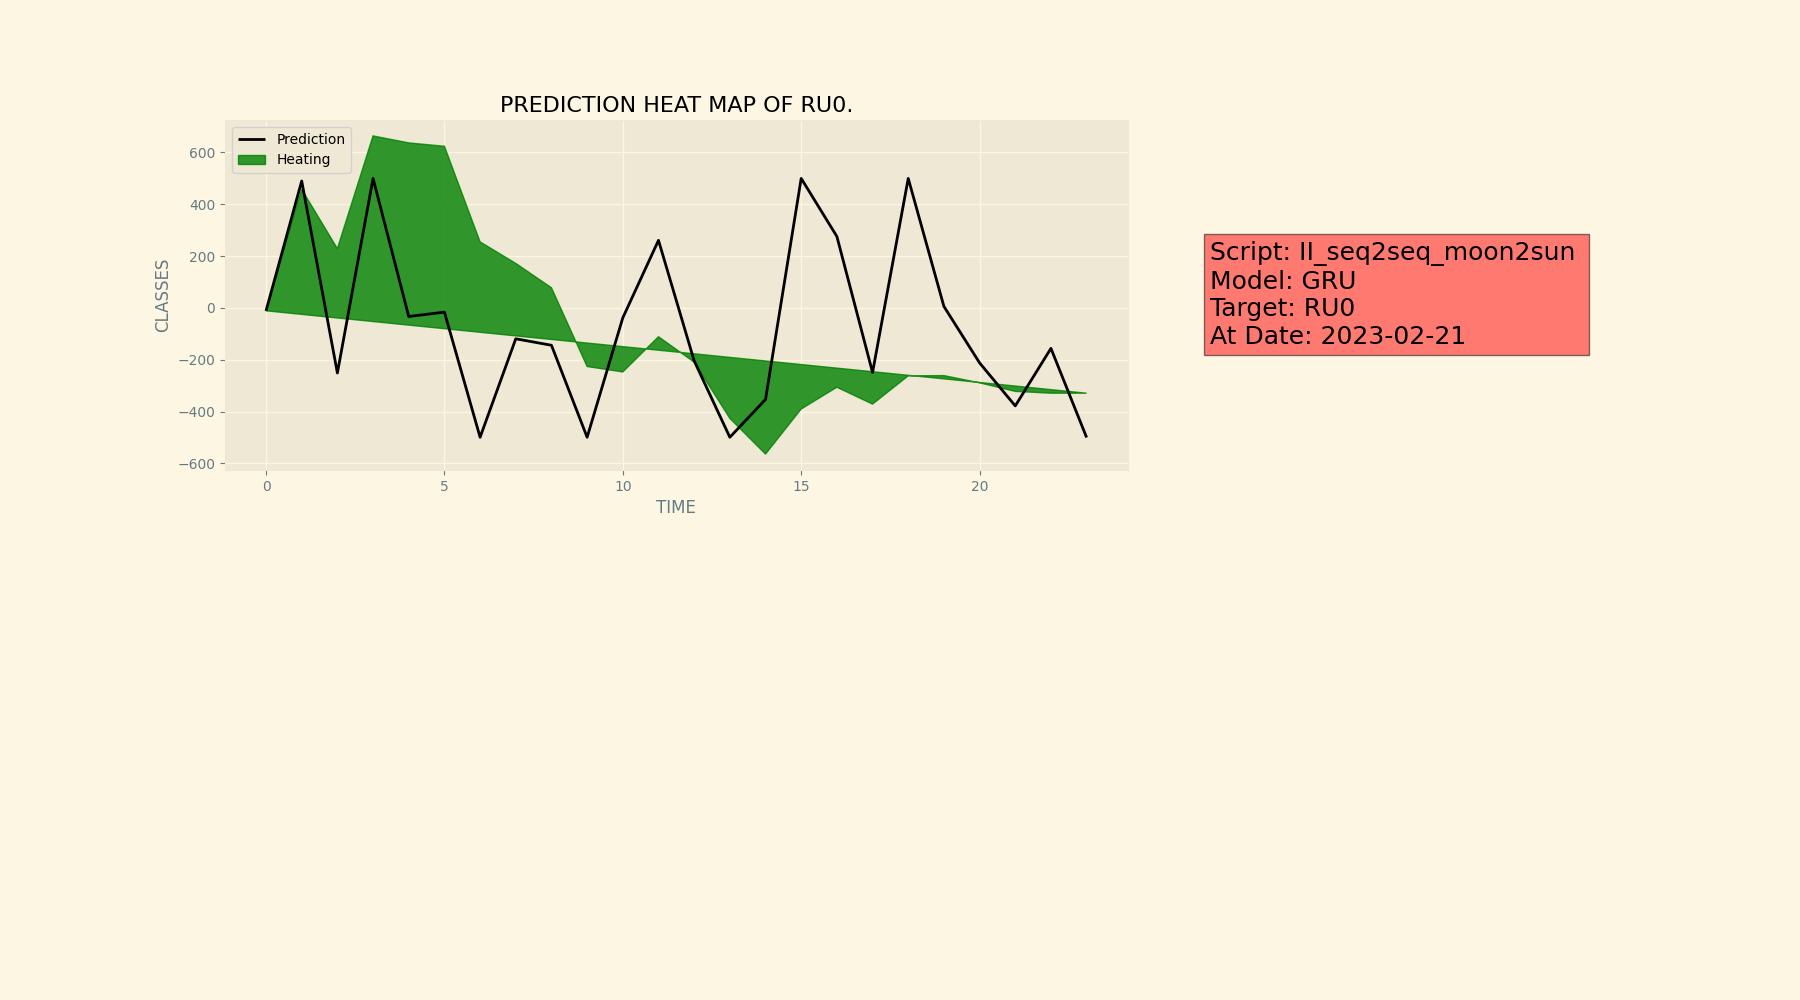 PREDICTION HEAT MAP OF RU0.
Prediction
Heating
600
400
200
0
−200
−400
−600
CLASSES
0 5 10 15 20
TIME
Script: II_seq2seq_moon2sun
Model: GRU
Target: RU0
At Date: 2023-02-21